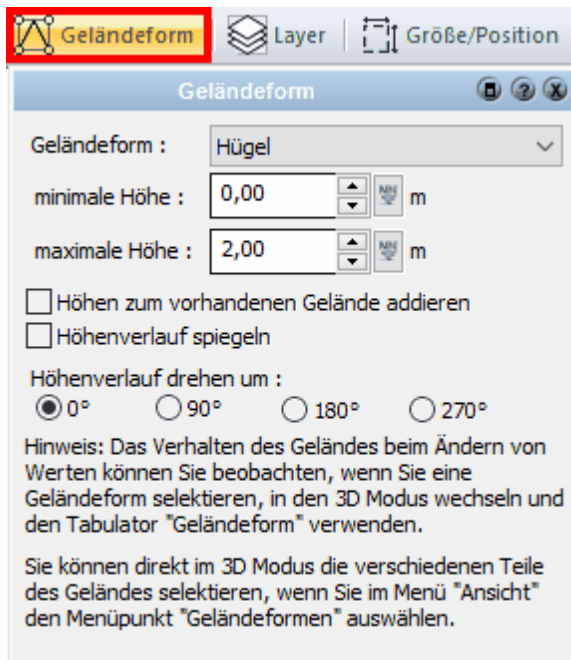 Geländeform Layer Größe/Position
Geländeform
Geländeform : Hügel
minimale Höhe : 0,00 NN m
maximale Höhe : 2,00 NN m
Höhen zum vorhandenen Gelände addieren
Höhenverlauf spiegeln
Höhenverlauf drehen um :
0° 90° 180° 270°
Hinweis: Das Verhalten des Geländes beim Ändern von
Werten können Sie beobachten, wenn Sie eine
Geländeform selektieren, in den 3D Modus wechseln und
den Tabulator "Geländeform" verwenden.
Sie können direkt im 3D Modus die verschiedenen Teile
des Geländes selektieren, wenn Sie im Menü "Ansicht"
den Menüpunkt "Geländeformen" auswählen.